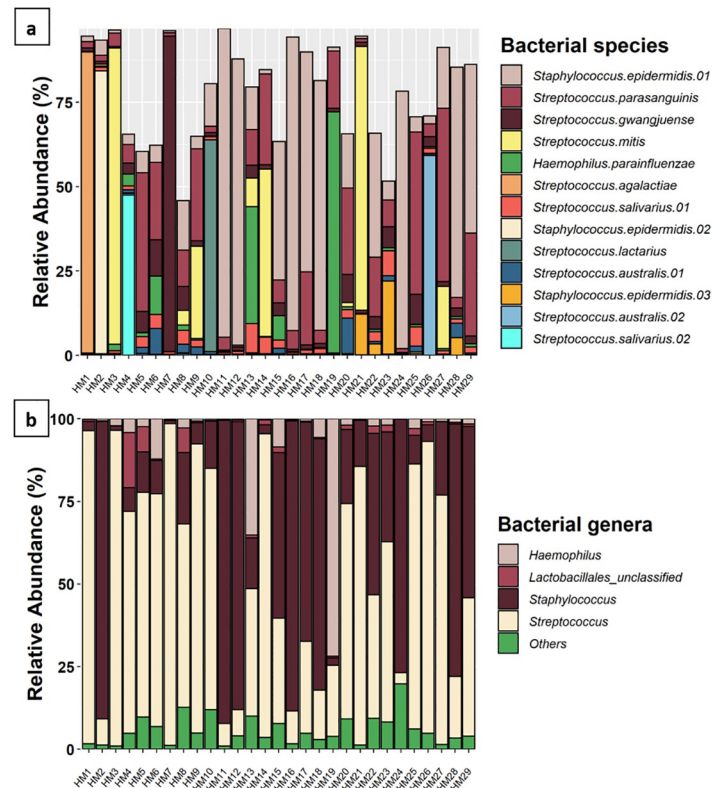 a
Relative Abundance (%)
75
50
25
0
HM1 HM2 HM3 HM4 HM5 HM6 HM7 HM8 HM9 HM10 HM11 HM12 HM13 HM14 HM15 HM16 HM17 HM18 HM19 HM20 HM21 HM22 HM23 HM24 HM25 HM26 HM27 HM28 HM29
Bacterial species
Staphylococcus.epidermidis.01
Streptococcus.parasanguinis
Streptococcus.gwangjuense
Streptococcus.mitis
Haemophilus.parainfluenzae
Streptococcus.agalactiae
Streptococcus.salivarius.01
Staphylococcus.epidermidis.02
Streptococcus.lactarius
Streptococcus.australis.01
Staphylococcus.epidermidis.03
Streptococcus.australis.02
Streptococcus.salivarius.02
b
Relative Abundance (%)
100
75
50
25
0
HM1 HM2 HM3 HM4 HM5 HM6 HM7 HM8 HM9 HM10 HM11 HM12 HM13 HM14 HM15 HM16 HM17 HM18 HM19 HM20 HM21 HM22 HM23 HM24 HM25 HM26 HM27 HM28 HM29
Bacterial genera
Haemophilus
Lactobacillales_unclassified
Staphylococcus
Streptococcus
Others